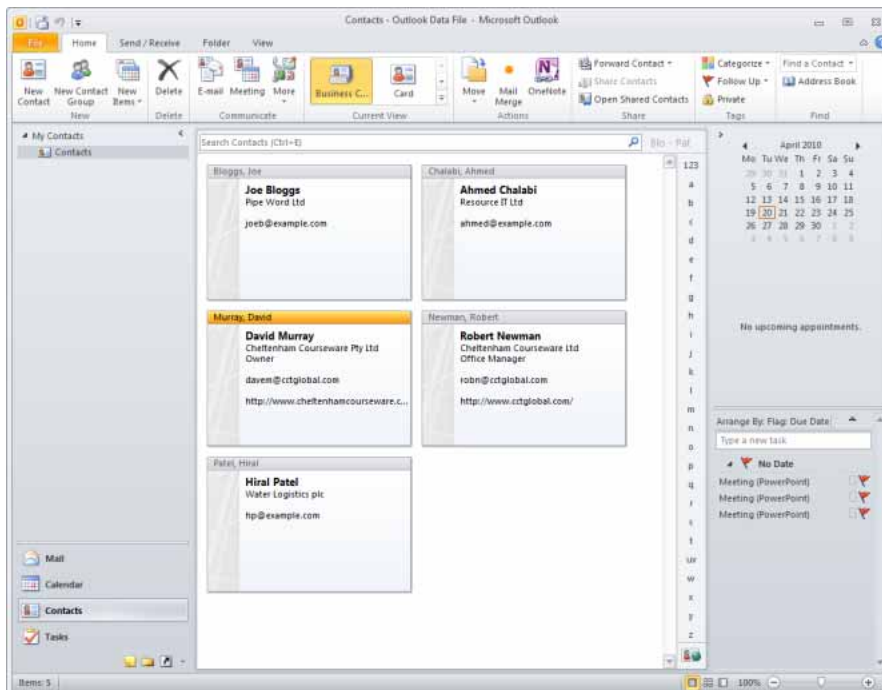 Contacts - Outlook Data File - Microsoft Outlook
File Home Send / Receive Folder View
New Contact
New Contact Group
New Items
Delete
E-mail
Meeting
More
Business C...
Card
Move
Mail Merge
OneNote
Forward Contact
Share Contacts
Open Shared Contacts
Categorize
Follow Up
Private
Find a Contact
Address Book
New
Delete
Communicate
Current View
Actions
Share
Tags
Find
My Contacts
Contacts
Search Contacts (Ctrl+E)
Blo - Pat
Bloggs, Joe
Joe Bloggs
Pipe Word Ltd
joeb@example.com
Chalabi, Ahmed
Ahmed Chalabi
Resource IT Ltd
ahmed@example.com
Murray, David
David Murray
Cheltenham Courseware Pty Ltd
Owner
davem@cctglobal.com
http://www.cheltenhamcourseware.c...
Newman, Robert
Robert Newman
Cheltenham Courseware Ltd
Office Manager
robn@cctglobal.com
http://www.cctglobal.com/
Patel, Hiral
Hiral Patel
Water Logistics plc
hp@example.com
123
a
b
c
d
e
f
g
h
i
j
k
l
m
n
o
p
q
r
s
t
uv
w
x
y
z
April 2010
Mo Tu We Th Fr Sa Su
29 30 31 1 2 3 4
5 6 7 8 9 10 11
12 13 14 15 16 17 18
19 20 21 22 23 24 25
26 27 28 29 30 1 2
3 4 5 6 7 8 9
No upcoming appointments.
Arrange By: Flag: Due Date
Type a new task
No Date
Meeting (PowerPoint)
Meeting (PowerPoint)
Meeting (PowerPoint)
Mail
Calendar
Contacts
Tasks
Items: 5
100%